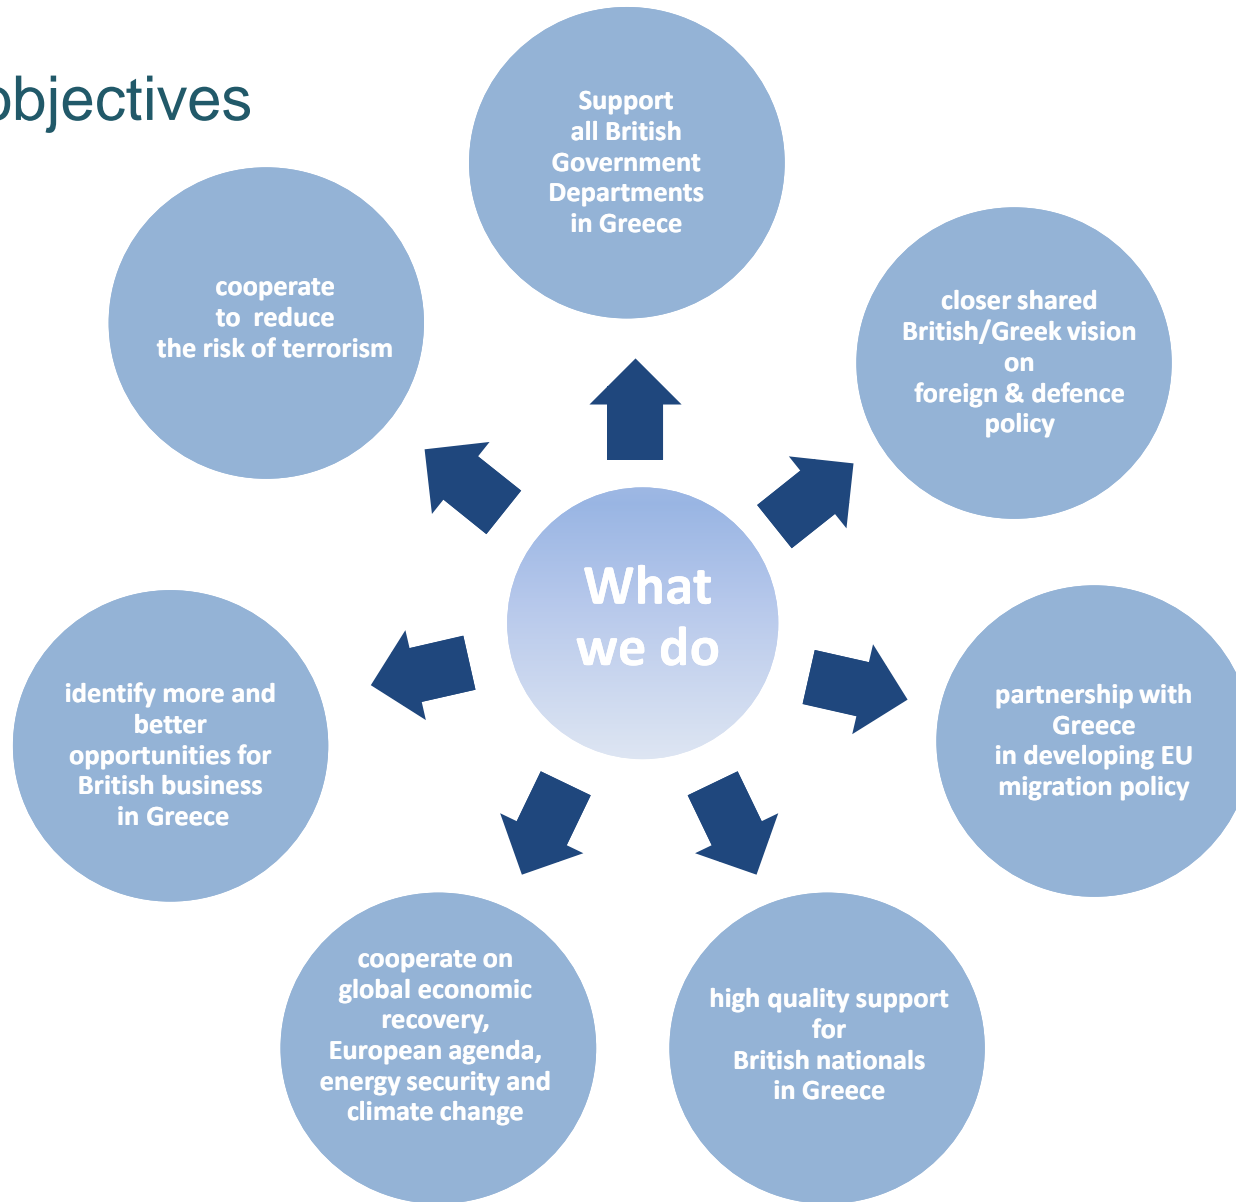 objectives
Support
all British
Government
Departments
in Greece
closer shared
British/Greek vision
on
foreign & defence
policy
partnership with
Greece
in developing EU
migration policy
high quality support
for
British nationals
in Greece
cooperate on
global economic
recovery,
European agenda,
energy security and
climate change
identify more and
better
opportunities for
British business
in Greece
cooperate
to  reduce
the risk of terrorism
What
we do